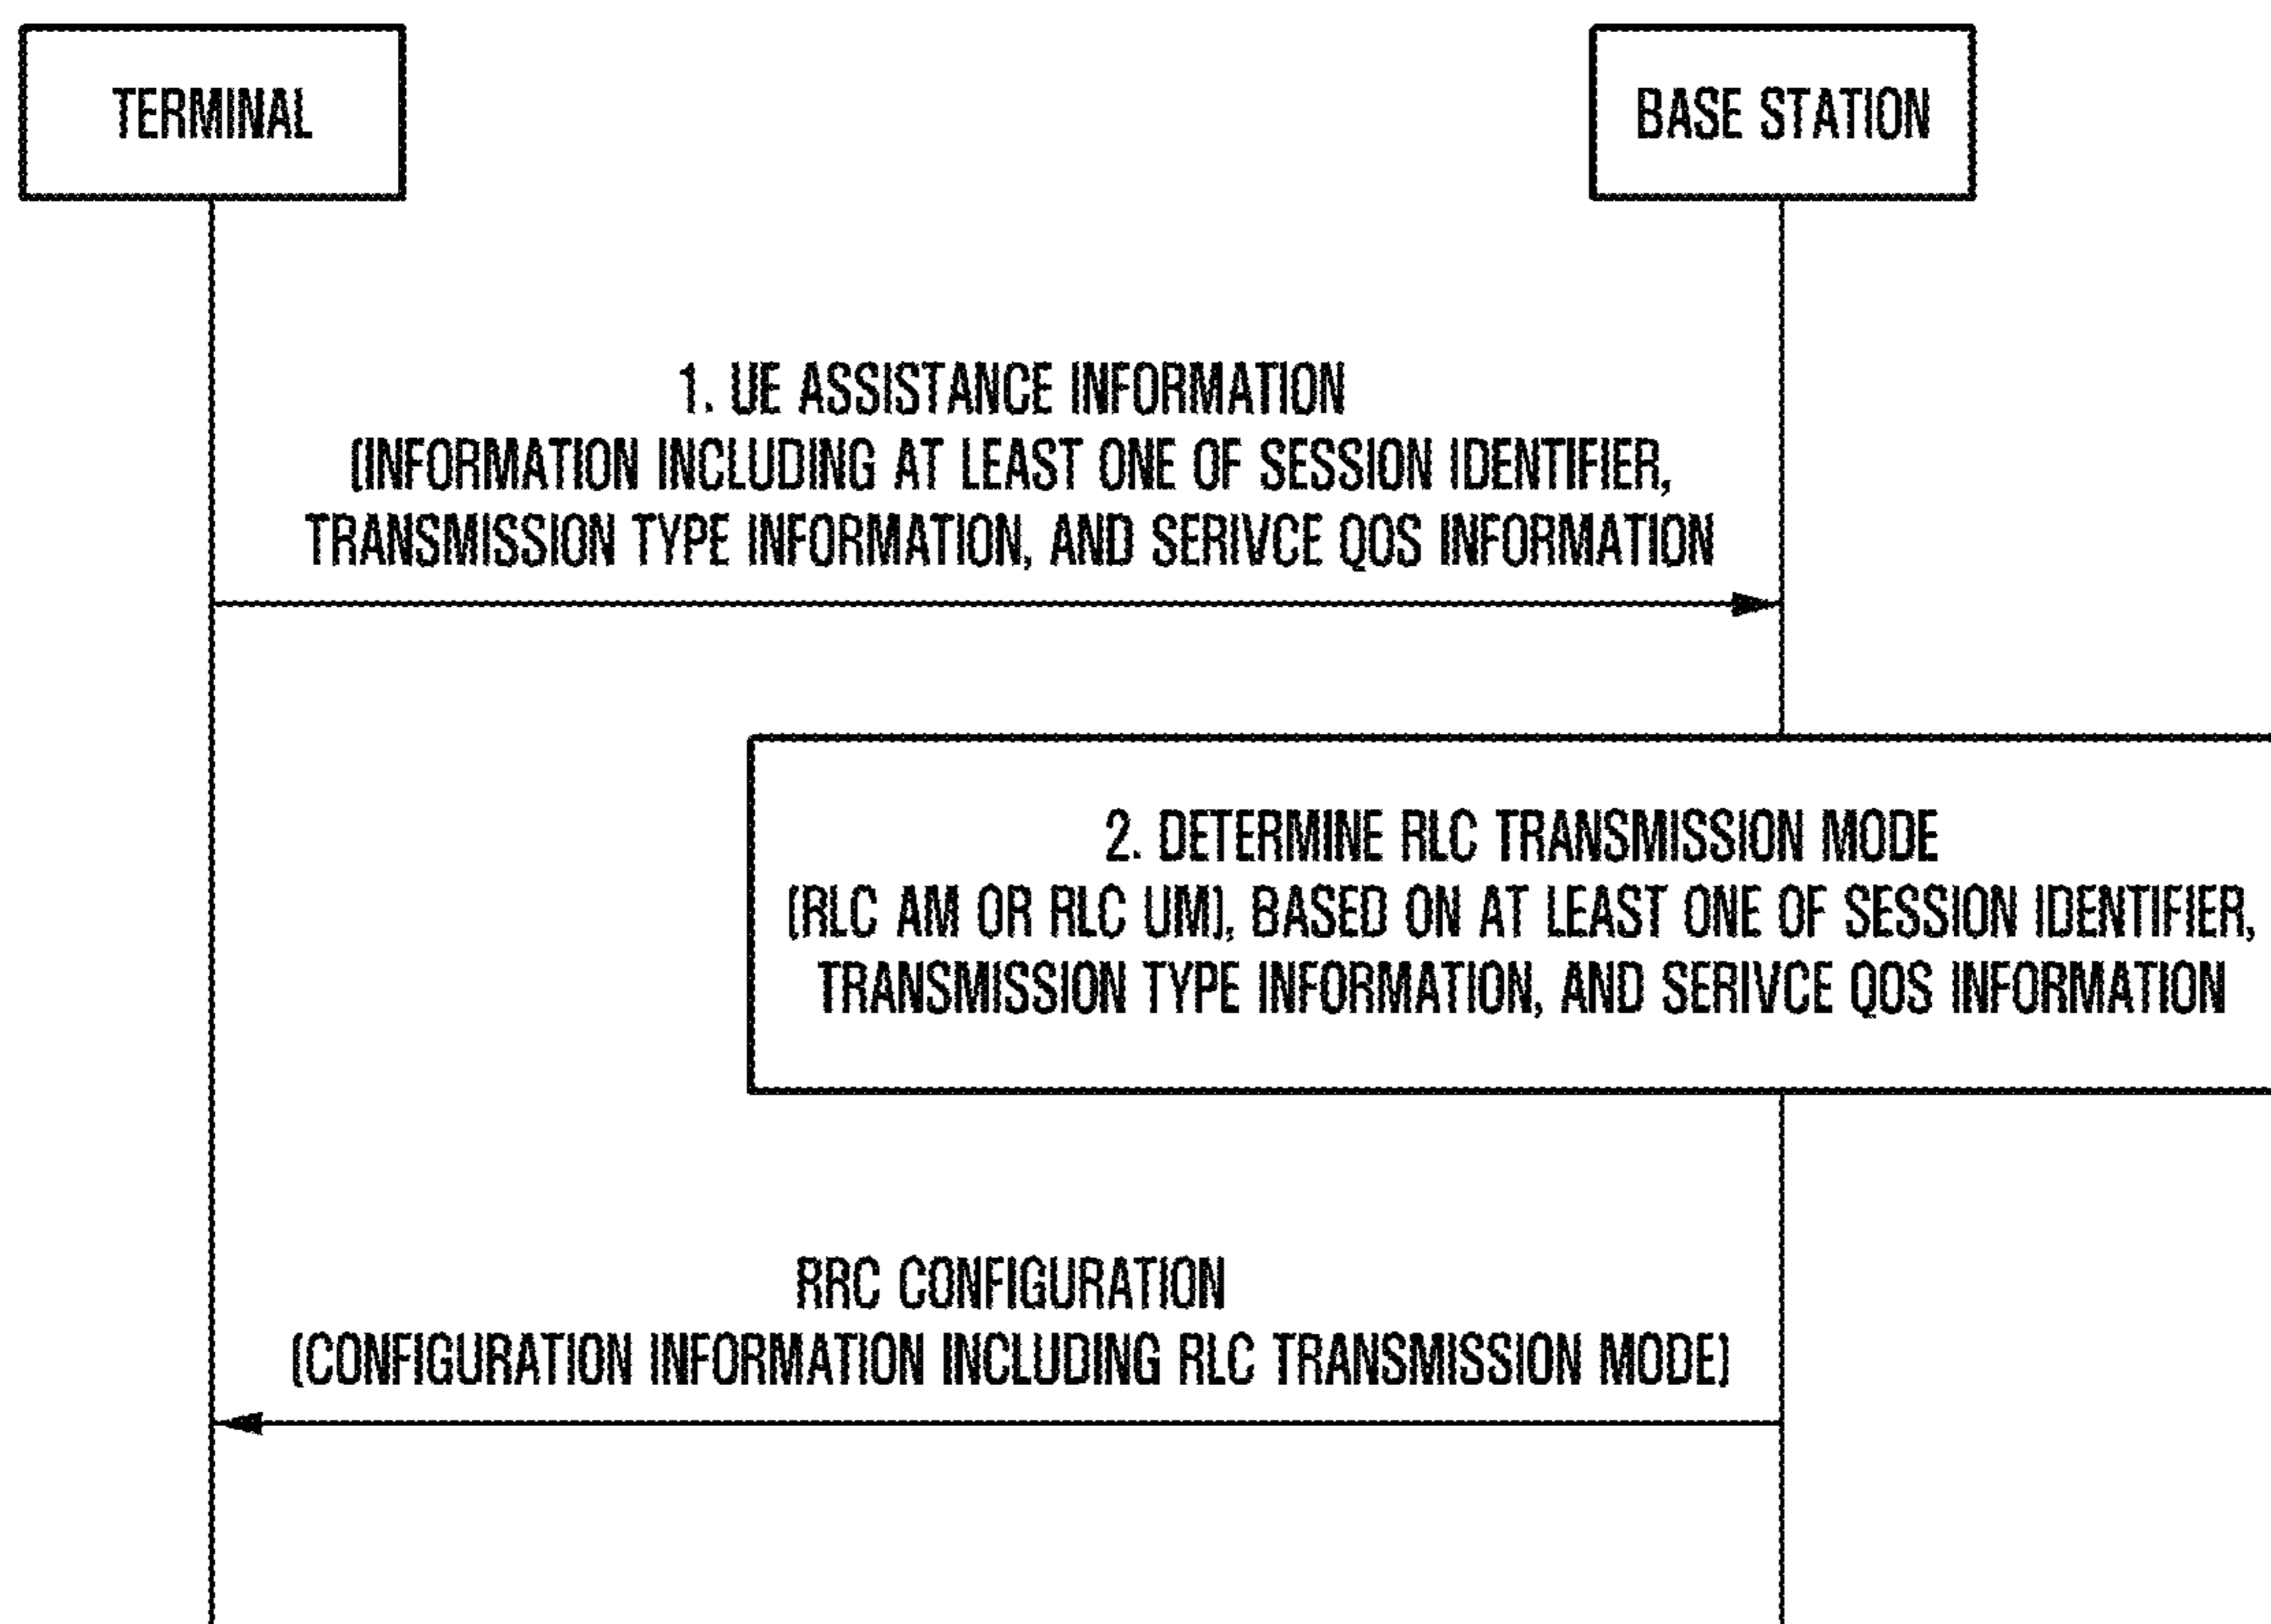 TERMINAL
BASE STATION
1. UE ASSISTANCE INFORMATION
(INFORMATION INCLUDING AT LEAST ONE OF SESSION IDENTIFIER,
TRANSMISSION TYPE INFORMATION, AND SERIVCE QOS INFORMATION
2. DETERMINE RLC TRANSMISSION MODE
(RLC AM OR RLC UM), BASED ON AT LEAST ONE OF SESSION IDENTIFIER,
TRANSMISSION TYPE INFORMATION, AND SERIVCE QOS INFORMATION
RRC CONFIGURATION
(CONFIGURATION INFORMATION INCLUDING RLC TRANSMISSION MODE)